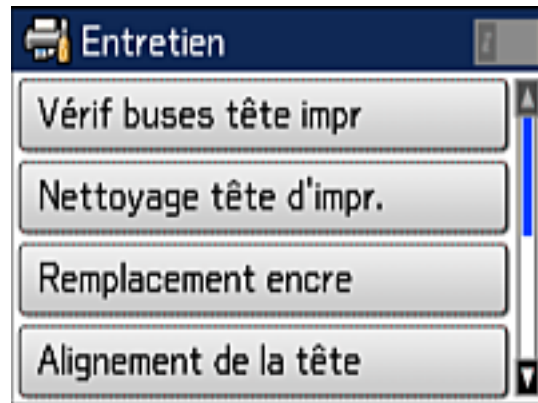 Entretien
Vérif buses tête impr
Nettoyage tête d'impr.
Remplacement encre
Alignement de la tête